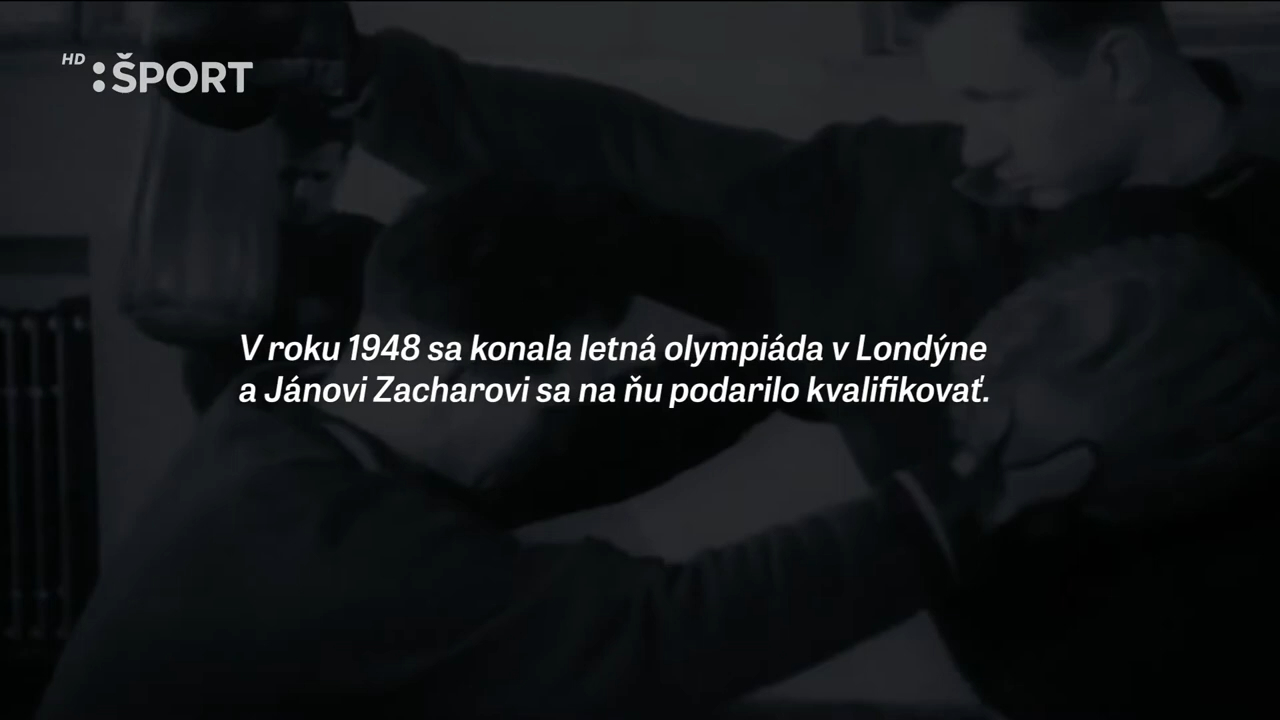 HD :ŠPORT
V roku 1948 sa konala letná olympiáda v Londýne
a Jánovi Zacharovi sa na ňu podarilo kvalifikovať.